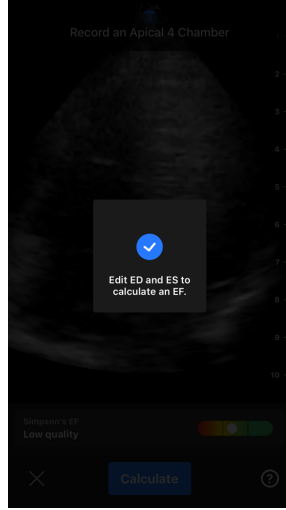 Record an Apical 4 Chamber
2
3
4
5
6
7
8
9
10
Edit ED and ES to
calculate an EF.
Simpson's EF
Low quality
Calculate
?